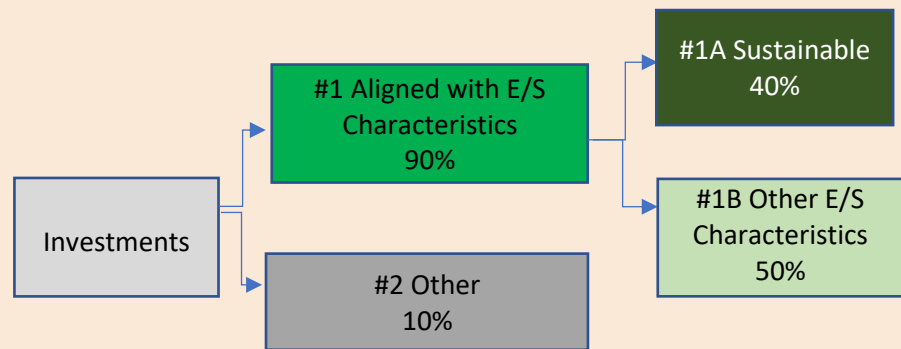 Investments
#1 Aligned with E/S
Characteristics
90%
#2 Other
10%
#1A Sustainable
40%
#1B Other E/S
Characteristics
50%